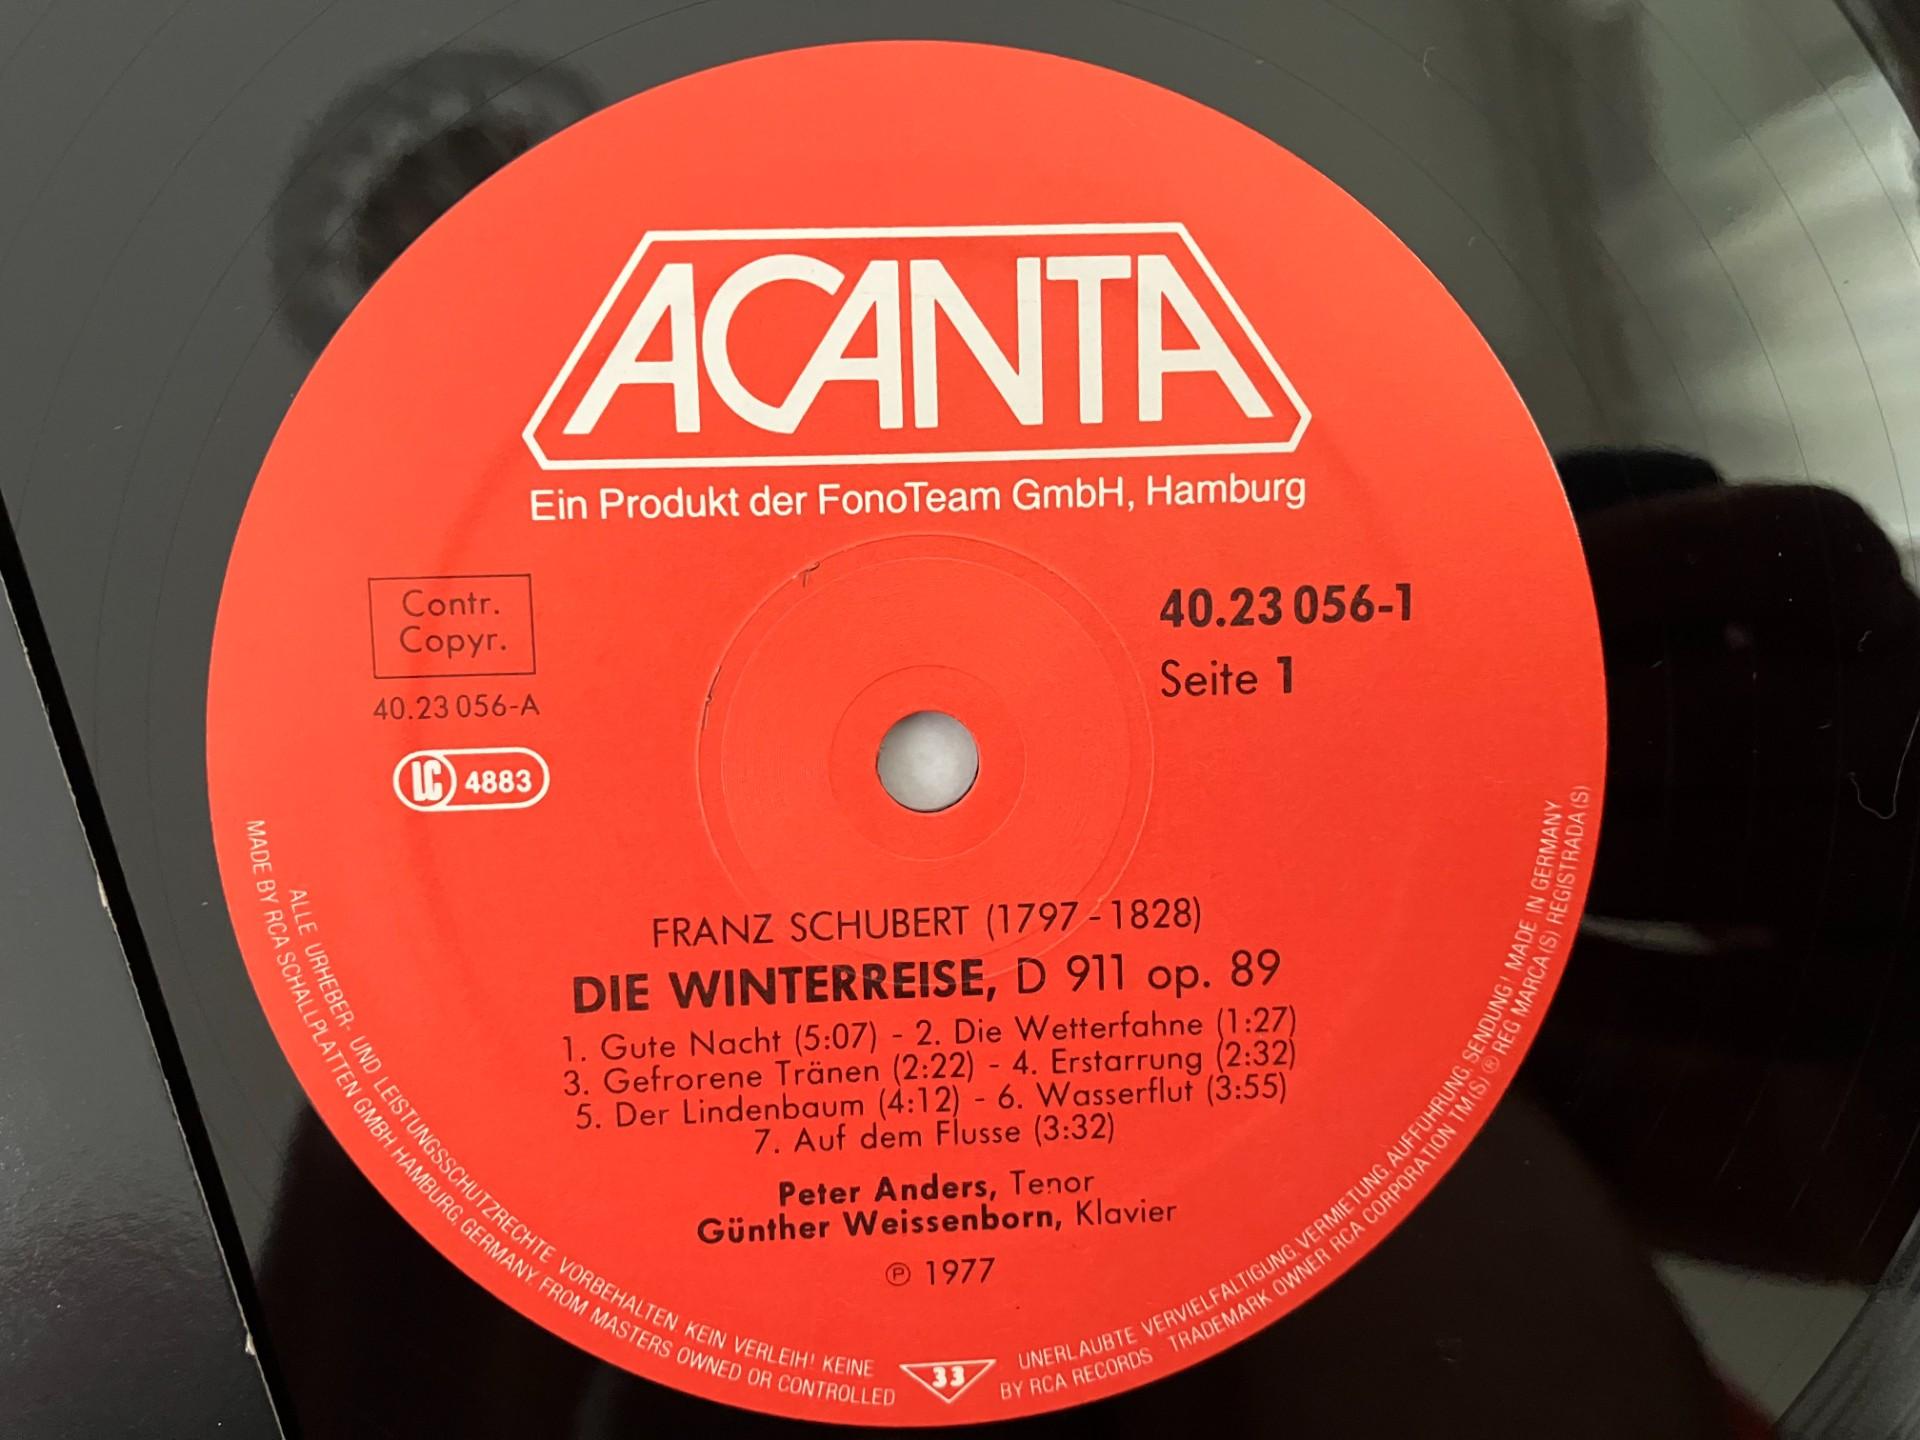 ACANTA
Ein Produkt der FonoTeam GmbH, Hamburg
Contr.
Copyr.
40.23 056-A
LC 4883
40.23 056-1
Seite 1
FRANZ SCHUBERT (1797 - 1828)
DIE WINTERREISE, D 911 op. 89
1. Gute Nacht (5:07) - 2. Die Wetterfahne (1:27)
3. Gefrorene Tränen (2:22) - 4. Erstarrung (2:32)
5. Der Lindenbaum (4:12) - 6. Wasserflut (3:55)
7. Auf dem Flusse (3:32)
Peter Anders, Tenor
Günther Weissenborn, Klavier
℗ 1977
ALLE URHEBER- UND LEISTUNGSSCHUTZRECHTE VORBEHALTEN KEIN VERLEIH! KEINE UNERLAUBTE VERVIELFÄLTIGUNG, VERMIETUNG, AUFFÜHRUNG, SENDUNG! MADE IN GERMANY
MADE BY RCA SCHALLPLATTEN GMBH, HAMBURG, GERMANY, FROM MASTERS OWNED OR CONTROLLED BY RCA RECORDS TRADEMARK OWNER RCA CORPORATION TM(S) ® REG MARCA(S) REGISTRADA(S)
33